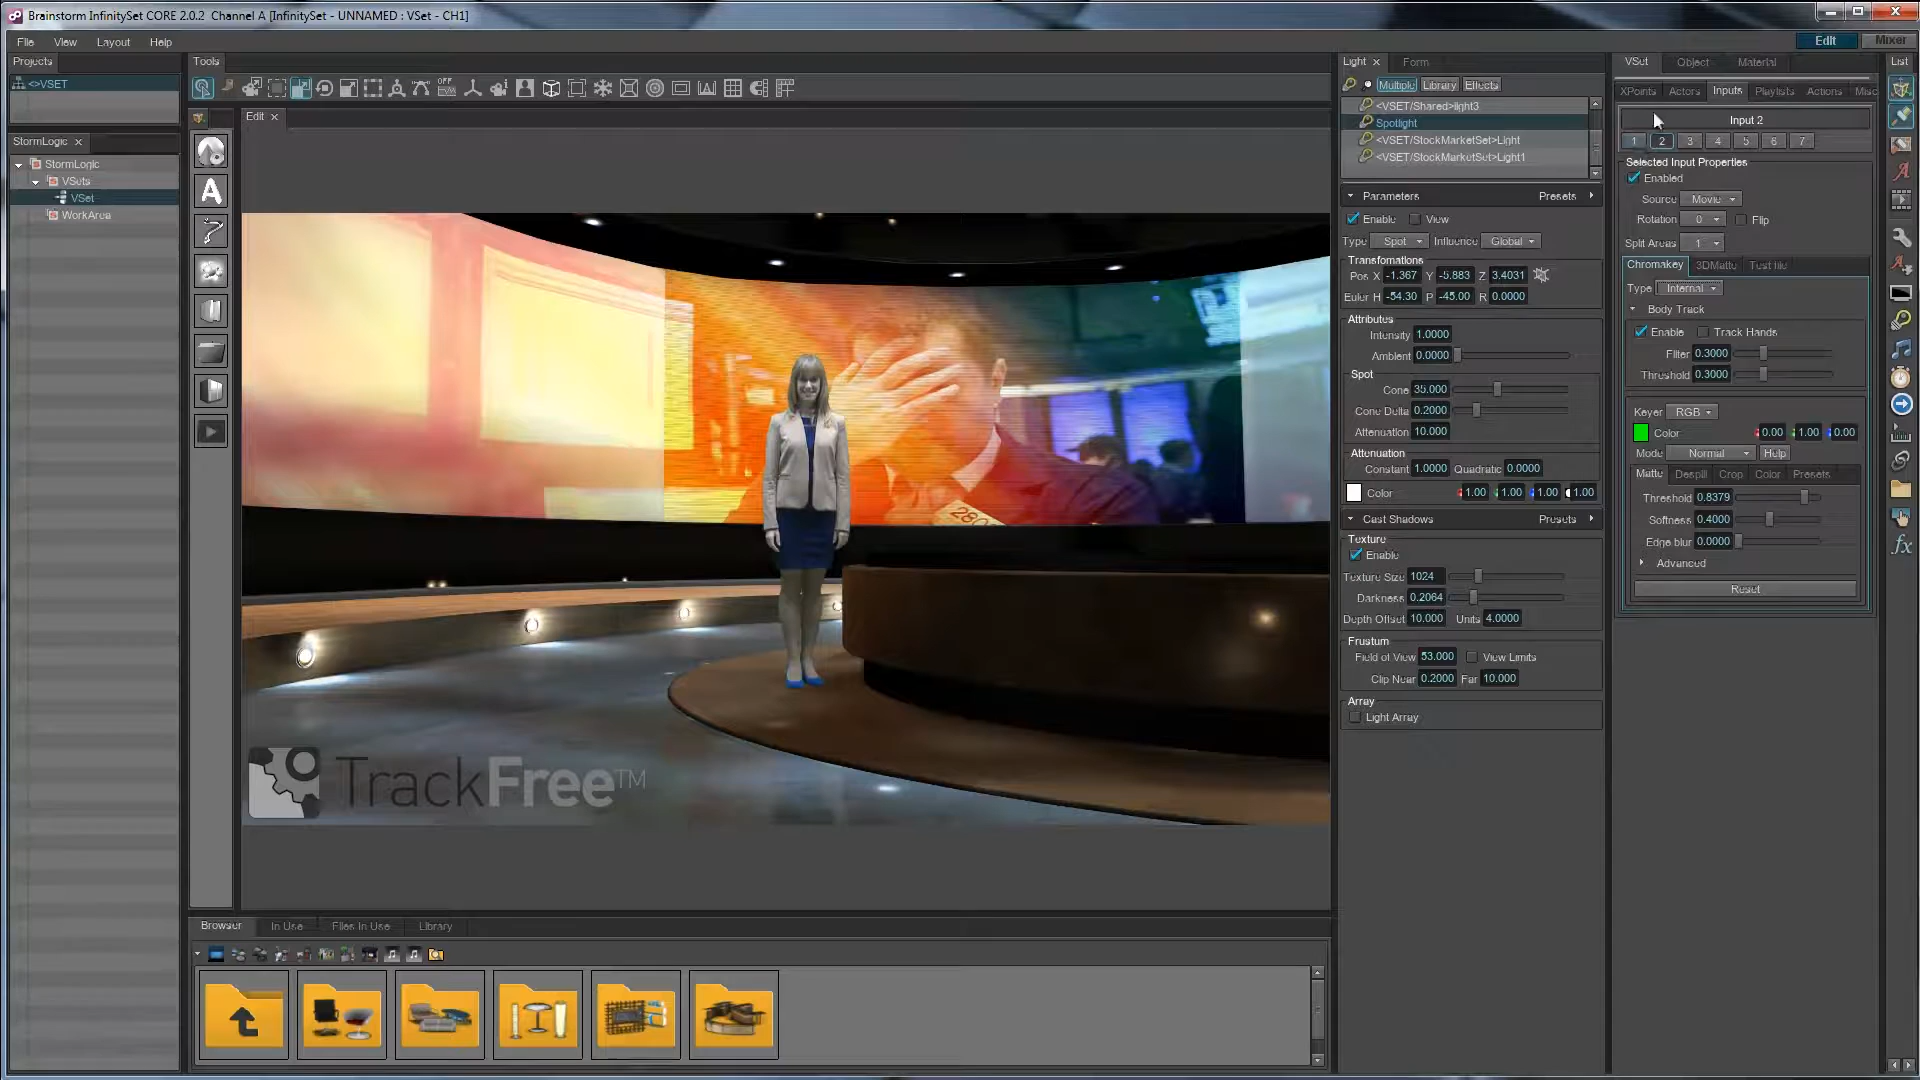 Brainstorm InfinitySet CORE 2.0.2  Channel A [InfinitySet - UNNAMED : VSet - CH1]
File View Layout Help
Edit Mixer
Projects
<>VSET
StormLogic
StormLogic
VSets
VSet
WorkArea
Tools
OFF
Edit
280
TrackFree™
Browser In Use Files In Use Library
Light Form
Multiple Library Effects
<VSET/Shared>light3
Spotlight
<VSET/StockMarketSet>Light
<VSET/StockMarketSet>Light1
Parameters Presets
Enable View
Type Spot Influence Global
Transfomations
Pos X -1.367 Y -5.883 Z 3.4031
Euler H -54.30 P -45.00 R 0.0000
Attributes
Intensity 1.0000
Ambient 0.0000
Spot
Cone 35.000
Cone Delta 0.2000
Attenuation 10.000
Attenuation
Constant 1.0000 Quadratic 0.0000
Color 1.00 1.00 1.00 1.00
Cast Shadows Presets
Texture
Enable
Texture Size 1024
Darkness 0.2064
Depth Offset 10.000 Units 4.0000
Frustum
Field of View 53.000 View Limits
Clip Near 0.2000 Far 10.000
Array
Light Array
VSet Object Material
XPoints Actors Inputs Playlists Actions Misc
Input 2
1 2 3 4 5 6 7
Selected Input Properties
Enabled
Source Movie
Rotation 0 Flip
Split Areas 1
Chromakey 3DMatte Test file
Type Internal
Body Track
Enable Track Hands
Filter 0.3000
Threshold 0.3000
Keyer RGB
Color 0.00 1.00 0.00
Mode Normal Help
Matte Despill Crop Color Presets
Threshold 0.8379
Softness 0.4000
Edge blur 0.0000
Advanced
Reset
List